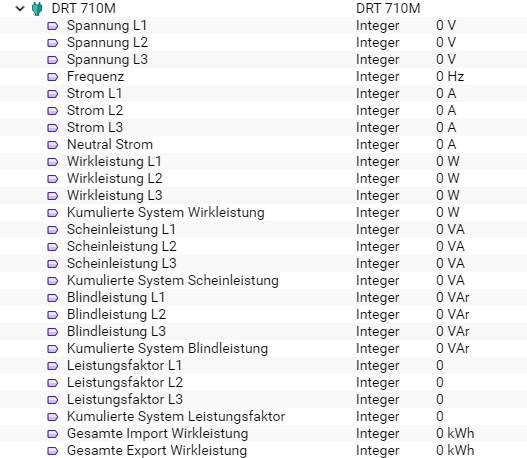 DRT 710M DRT 710M
Spannung L1 Integer 0 V
Spannung L2 Integer 0 V
Spannung L3 Integer 0 V
Frequenz Integer 0 Hz
Strom L1 Integer 0 A
Strom L2 Integer 0 A
Strom L3 Integer 0 A
Neutral Strom Integer 0 A
Wirkleistung L1 Integer 0 W
Wirkleistung L2 Integer 0 W
Wirkleistung L3 Integer 0 W
Kumulierte System Wirkleistung Integer 0 W
Scheinleistung L1 Integer 0 VA
Scheinleistung L2 Integer 0 VA
Scheinleistung L3 Integer 0 VA
Kumulierte System Scheinleistung Integer 0 VA
Blindleistung L1 Integer 0 VAr
Blindleistung L2 Integer 0 VAr
Blindleistung L3 Integer 0 VAr
Kumulierte System Blindleistung Integer 0 VAr
Leistungsfaktor L1 Integer 0
Leistungsfaktor L2 Integer 0
Leistungsfaktor L3 Integer 0
Kumulierte System Leistungsfaktor Integer 0
Gesamte Import Wirkleistung Integer 0 kWh
Gesamte Export Wirkleistung Integer 0 kWh